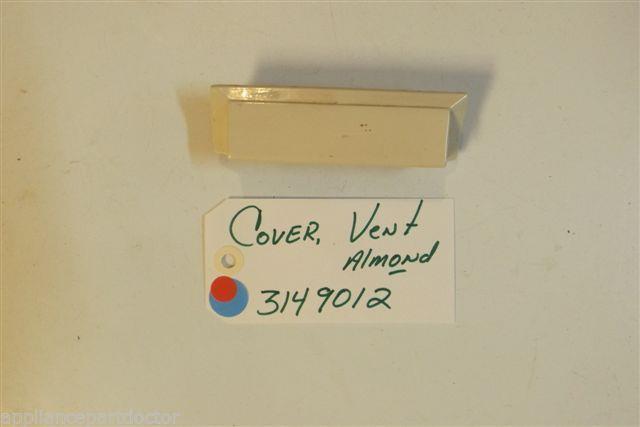 Cover, Vent
Almond
3149012
appliancepartdoctor